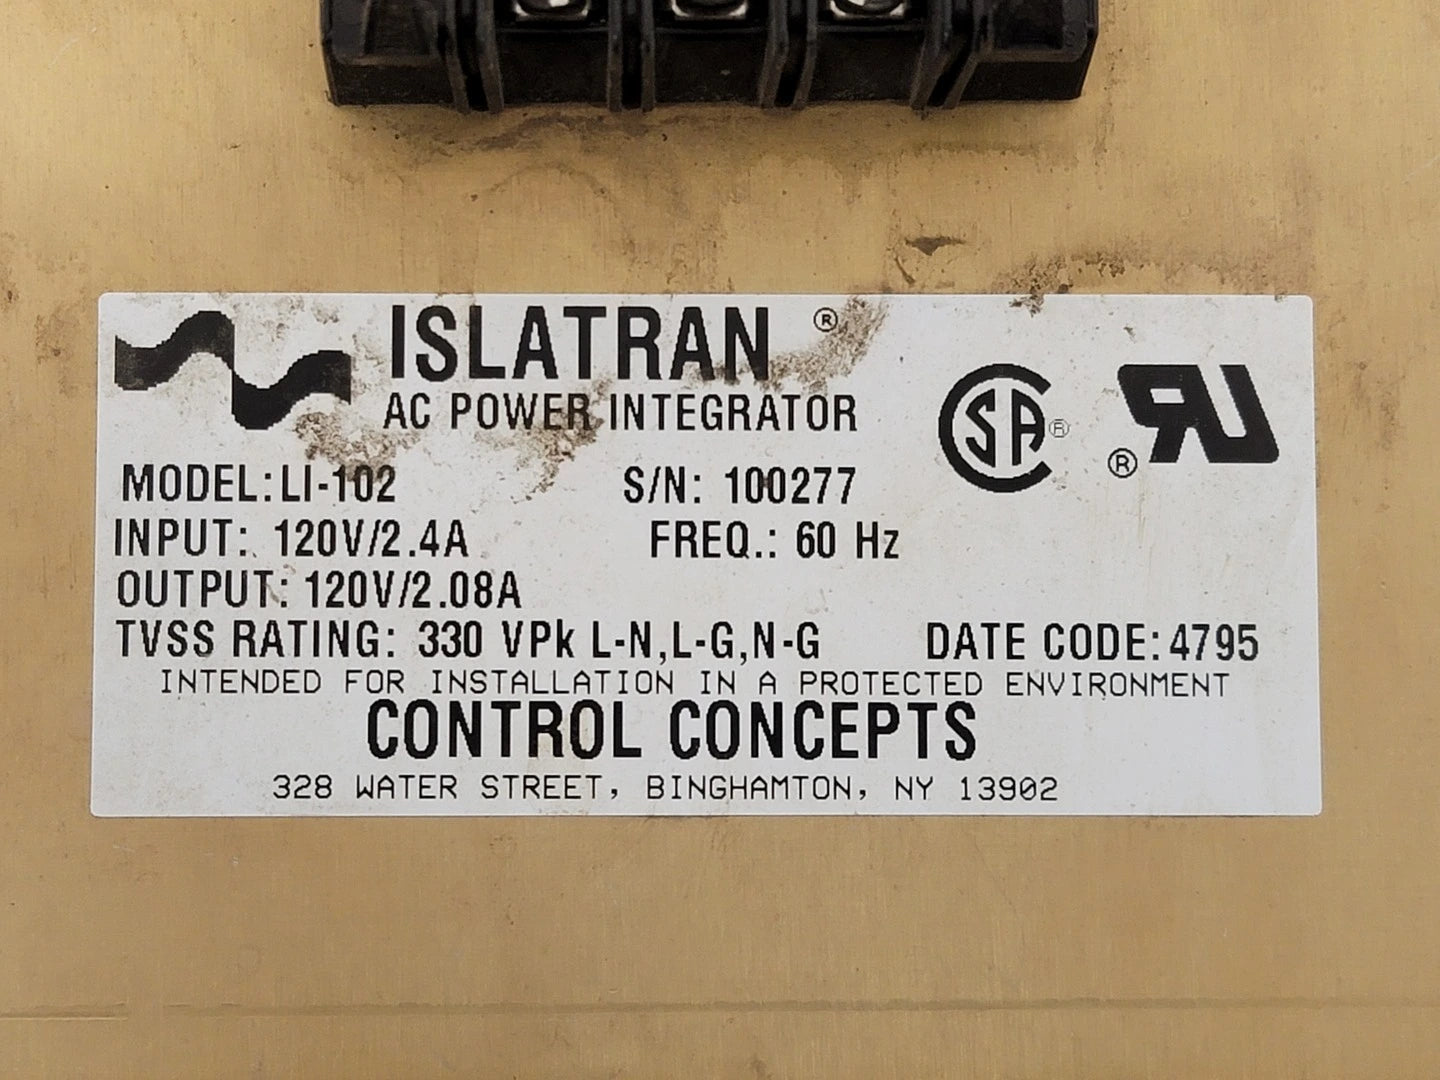 ISLATRAN ®
AC POWER INTEGRATOR
SA ®
UR ®
MODEL: LI-102 S/N: 100277
INPUT: 120V/2.4A FREQ.: 60 Hz
OUTPUT: 120V/2.08A
TVSS RATING: 330 VPk L-N,L-G,N-G DATE CODE: 4795
INTENDED FOR INSTALLATION IN A PROTECTED ENVIRONMENT
CONTROL CONCEPTS
328 WATER STREET, BINGHAMTON, NY 13902